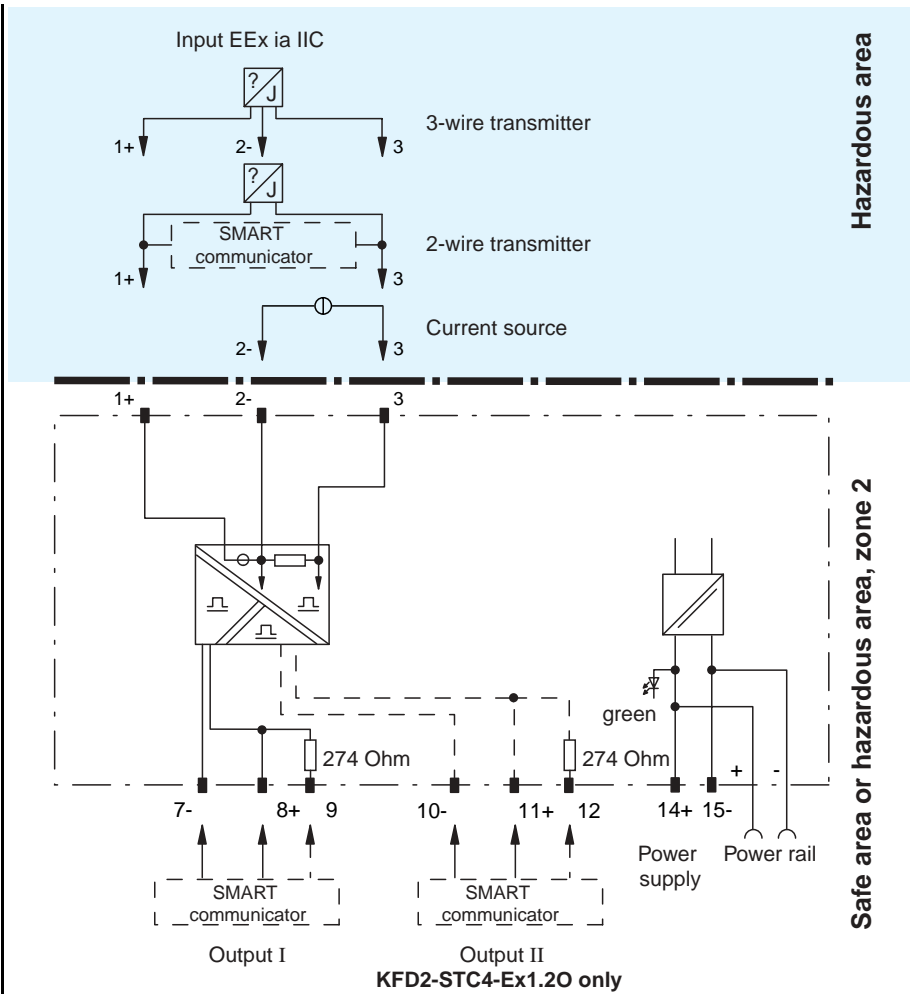 Input EEx ia IIC
Hazardous area
?
J
3-wire transmitter
1+ 2- 3
?
J
SMART
communicator
2-wire transmitter
1+ 3
Current source
2- 3
1+ 2- 3
Safe area or hazardous area, zone 2
green
274 Ohm 274 Ohm
+ -
7- 8+ 9 10- 11+ 12 14+ 15-
Power
supply
Power rail
SMART
communicator
SMART
communicator
Output I Output II
KFD2-STC4-Ex1.2O only